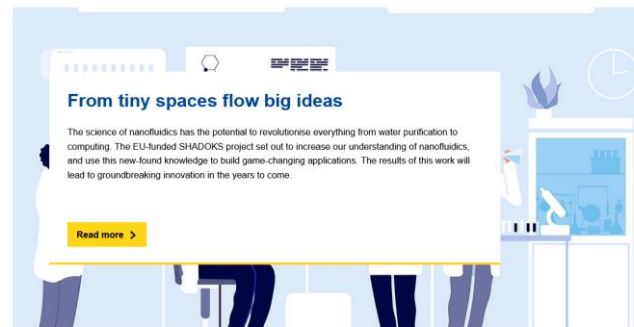 From tiny spaces flow big ideas
The science of nanofluidics has the potential to revolutionise everything from water purification to
computing. The EU-funded SHADOKS project set out to increase our understanding of nanofluidics,
and use this new-found knowledge to build game-changing applications. The results of this work will
lead to groundbreaking innovation in the years to come.
Read more